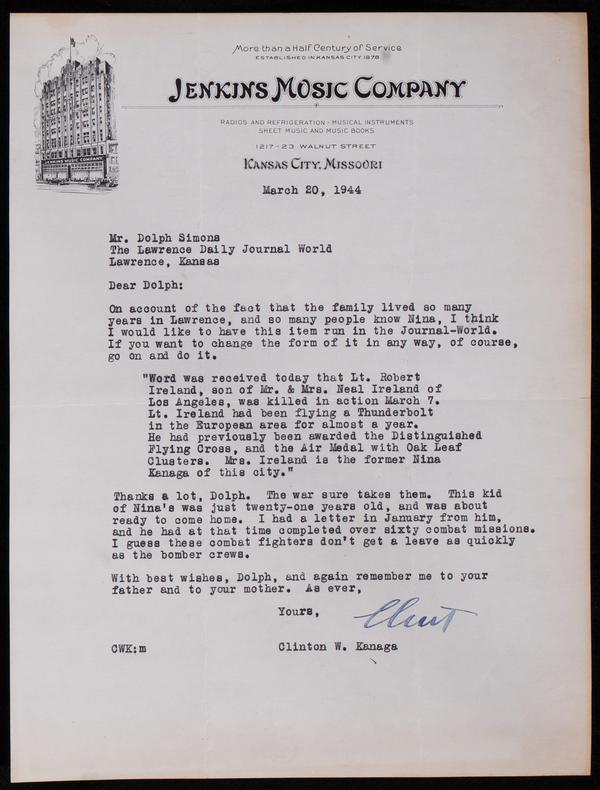 More than a Half Century of Service
ESTABLISHED IN KANSAS CITY 1878
JENKINS MUSIC COMPANY
RADIOS AND REFRIGERATION - MUSICAL INSTRUMENTS
SHEET MUSIC AND MUSIC BOOKS
1217-23 WALNUT STREET
KANSAS CITY, MISSOURI
JENKINS MUSIC COMPANY
March 20, 1944
Mr. Dolph Simons
The Lawrence Daily Journal World
Lawrence, Kansas
Dear Dolph:
On account of the fact that the family lived so many
years in Lawrence, and so many people know Nina, I think
I would like to have this item run in the Journal-World.
If you want to change the form of it in any way, of course,
go on and do it.
"Word was received today that Lt. Robert
Ireland, son of Mr. & Mrs. Neal Ireland of
Los Angeles, was killed in action March 7.
Lt. Ireland had been flying a Thunderbolt
in the European area for almost a year.
He had previously been awarded the Distinguished
Flying Cross, and the Air Medal with Oak Leaf
Clusters.  Mrs. Ireland is the former Nina
Kanaga of this city."
Thanks a lot, Dolph.  The war sure takes them.  This kid
of Nina's was just twenty-one years old, and was about
ready to come home.  I had a letter in January from him,
and he had at that time completed over sixty combat missions.
I guess these combat fighters don't get a leave as quickly
as the bomber crews.
With best wishes, Dolph, and again remember me to your
father and to your mother.  As ever,
Yours,
Clint
CWK:m Clinton W. Kanaga